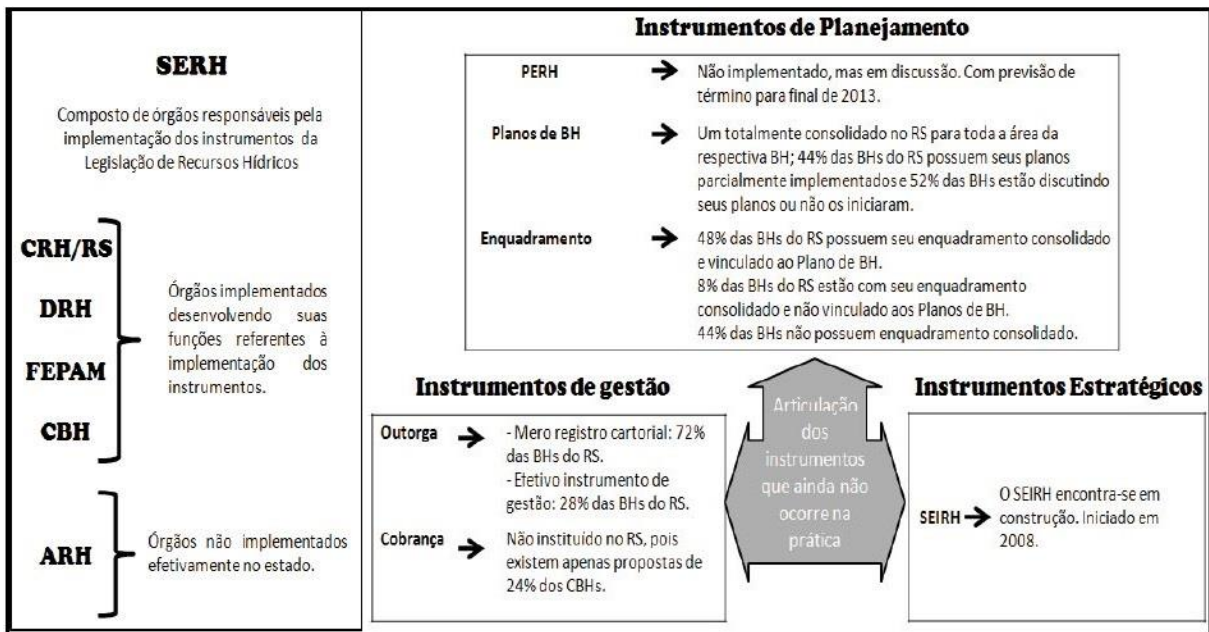 SERH
Composto de órgãos responsáveis pela
implementação dos instrumentos da
Legislação de Recursos Hídricos
CRH/RS
DRH
FEPAM
CBH
Órgãos implementados
desenvolvendo suas
funções referentes à
implementação dos
instrumentos.
ARH
Órgãos não implementados
efetivamente no estado.
Instrumentos de Planejamento
PERH
Não implementado, mas em discussão. Com previsão de
término para final de 2013.
Planos de BH
Um totalmente consolidado no RS para toda a área da
respectiva BH; 44% das BHs do RS possuem seus planos
parcialmente implementados e 52% das BHs estão discutindo
seus planos ou não os iniciaram.
Enquadramento
48% das BHs do RS possuem seu enquadramento consolidado
e vinculado ao Plano de BH.
8% das BHs do RS estão com seu enquadramento
consolidado e não vinculado aos Planos de BH.
44% das BHs não possuem enquadramento consolidado.
Instrumentos de gestão
Outorga
- Mero registro cartorial: 72%
das BHs do RS.
- Efetivo instrumento de
gestão: 28% das BHs do RS.
Cobrança
Não instituído no RS, pois
existem apenas propostas de
24% dos CBHs.
Articulação
dos
instrumentos
que ainda não
ocorre na
prática
Instrumentos Estratégicos
SEIRH
O SEIRH encontra-se em
construção. Iniciado em
2008.